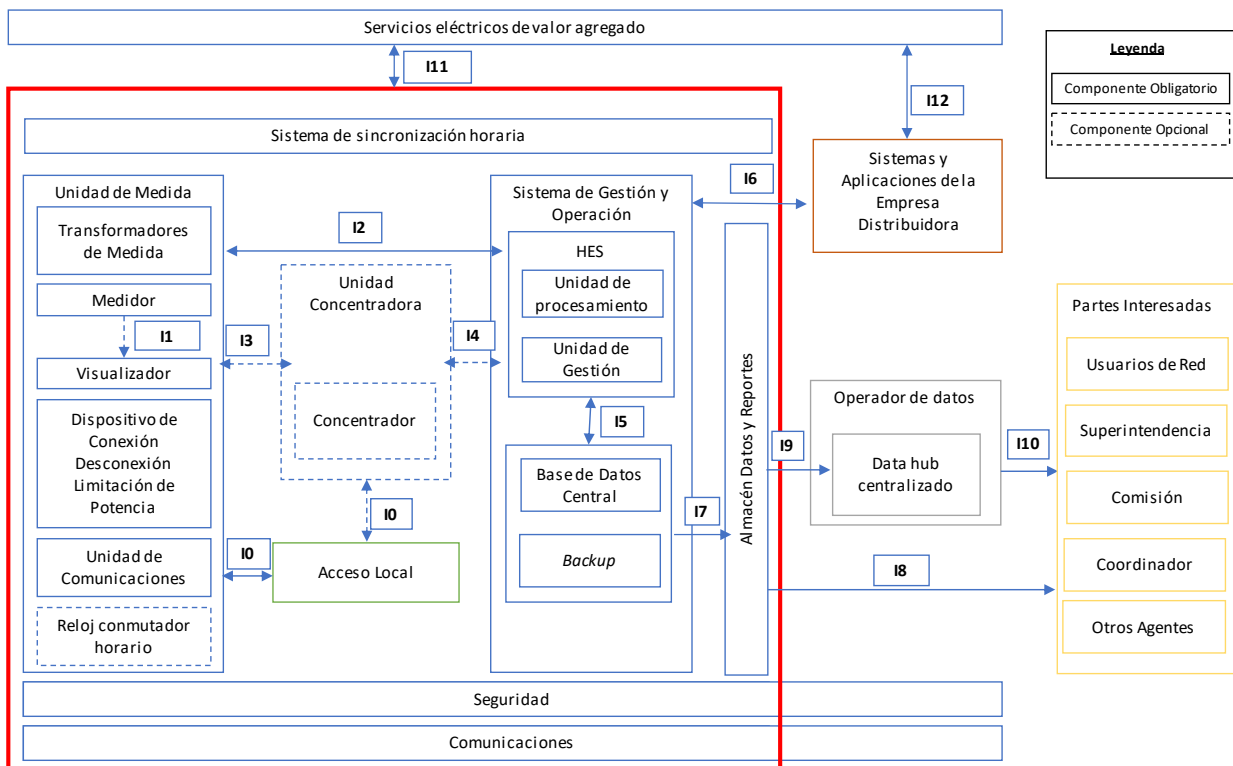 Servicios eléctricos de valor agregado
I11
I12
Leyenda
Componente Obligatorio
Componente Opcional
Sistema de sincronización horaria
Sistemas y
Aplicaciones de la
Empresa
Distribuidora
I6
Unidad de Medida
Transformadores
de Medida
Medidor
I1
Visualizador
Dispositivo de
Conexión
Desconexión
Limitación de
Potencia
Unidad de
Comunicaciones
Reloj conmutador
horario
I2
I3
Unidad
Concentradora
Concentrador
I4
I0
I0
Acceso Local
Sistema de Gestión y
Operación
HES
Unidad de
procesamiento
Unidad de
Gestión
I5
Base de Datos
Central
Backup
I7
Almacén Datos y Reportes
I9
Operador de datos
Data hub
centralizado
I10
I8
Partes Interesadas
Usuarios de Red
Superintendencia
Comisión
Coordinador
Otros Agentes
Seguridad
Comunicaciones